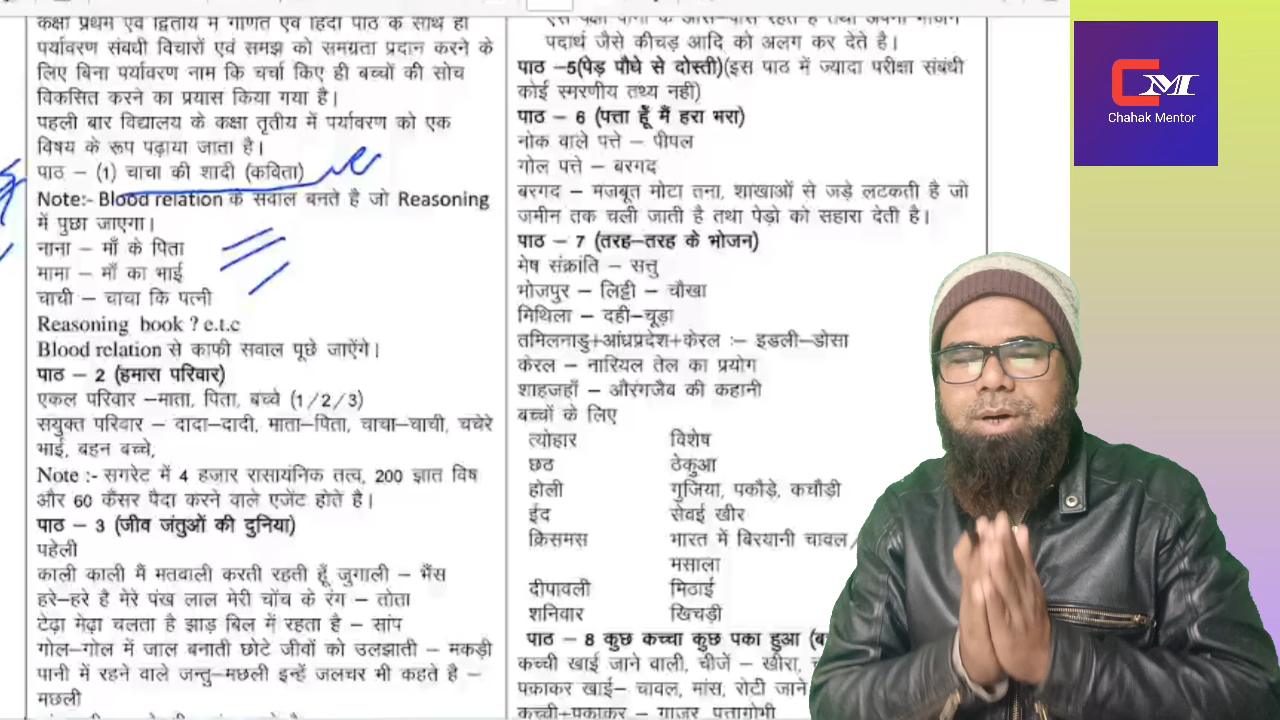 कक्षा प्रथम एवं द्वितीय में गणित एवं हिंदी पाठ के साथ ही
पर्यावरण संबंधी विचारों एवं समझ को समग्रता प्रदान करने के
लिए बिना पर्यावरण नाम कि चर्चा किए ही बच्चों की सोच
विकसित करने का प्रयास किया गया है।
पहली बार विद्यालय के कक्षा तृतीय में पर्यावरण को एक
विषय के रूप पढ़ाया जाता है।
पाठ – (1) चाचा की शादी (कविता)
Note:- Blood relation के सवाल बनते है जो Reasoning
में पुछा जाएगा।
नाना – माँ के पिता
मामा – माँ का भाई
चाची – चाचा कि पत्नी
Reasoning book ? e.t.c
Blood relation से काफी सवाल पूछे जाऐंगे।
पाठ – 2 (हमारा परिवार)
एकल परिवार –माता, पिता, बच्चे (1/2/3)
सयुक्त परिवार – दादा–दादी, माता–पिता, चाचा–चाची, चचेरे
भाई, बहन बच्चे,
Note :- सगरेट में 4 हजार रासायंनिक तत्व, 200 ज्ञात विष
और 60 कैंसर पैदा करने वाले एजेंट होते है।
पाठ – 3 (जीव जंतुओं की दुनिया)
पहेली
काली काली मैं मतवाली करती रहती हूँ जुगाली – भैंस
हरे–हरे है मेरे पंख लाल मेरी चोंच के रंग – तोता
टेढ़ा मेढ़ा चलता है झाड़ बिल में रहता है – सांप
गोल–गोल में जाल बनाती छोटे जीवों को उलझाती – मकड़ी
पानी में रहने वाले जन्तु–मछली इन्हें जलचर भी कहते है –
मछली
के आस–पास रहते है तथा अपनी भोजन
पदार्थ जैसे कीचड़ आदि को अलग कर देते है।
पाठ –5(पेड़ पौधे से दोस्ती)(इस पाठ में ज्यादा परीक्षा संबंधी
कोई स्मरणीय तथ्य नहीं)
पाठ – 6 (पत्ता हूँ मैं हरा भरा)
नोक वाले पत्ते – पीपल
गोल पत्ते – बरगद
बरगद – मजबूत मोटा तना, शाखाओं से जड़े लटकती है जो
जमीन तक चली जाती है तथा पेड़ो को सहारा देती है।
पाठ – 7 (तरह–तरह के भोजन)
मेष संक्रांति – सत्तु
भोजपुर – लिट्टी – चौखा
मिथिला – दही–चूड़ा
तमिलनाडु+आंध्रप्रदेश+केरल :– इडली–डोसा
केरल – नारियल तेल का प्रयोग
शाहजहाँ – औरंगजैब की कहानी
बच्चों के लिए
त्योहार विशेष
छठ ठेकुआ
होली गुजिया, पकौड़े, कचौड़ी
ईद सेवई खीर
क्रिसमस भारत में बिरयानी चावल/
मसाला
दीपावली मिठाई
शनिवार खिचड़ी
पाठ – 8 कुछ कच्चा कुछ पका हुआ
कच्ची खाई जाने वाली, चीजें – खीरा,
पकाकर खाई– चावल, मांस, रोटी जाने
कच्ची+पकाकर – गाजर पत्तागोभी
CM
Chahak Mentor